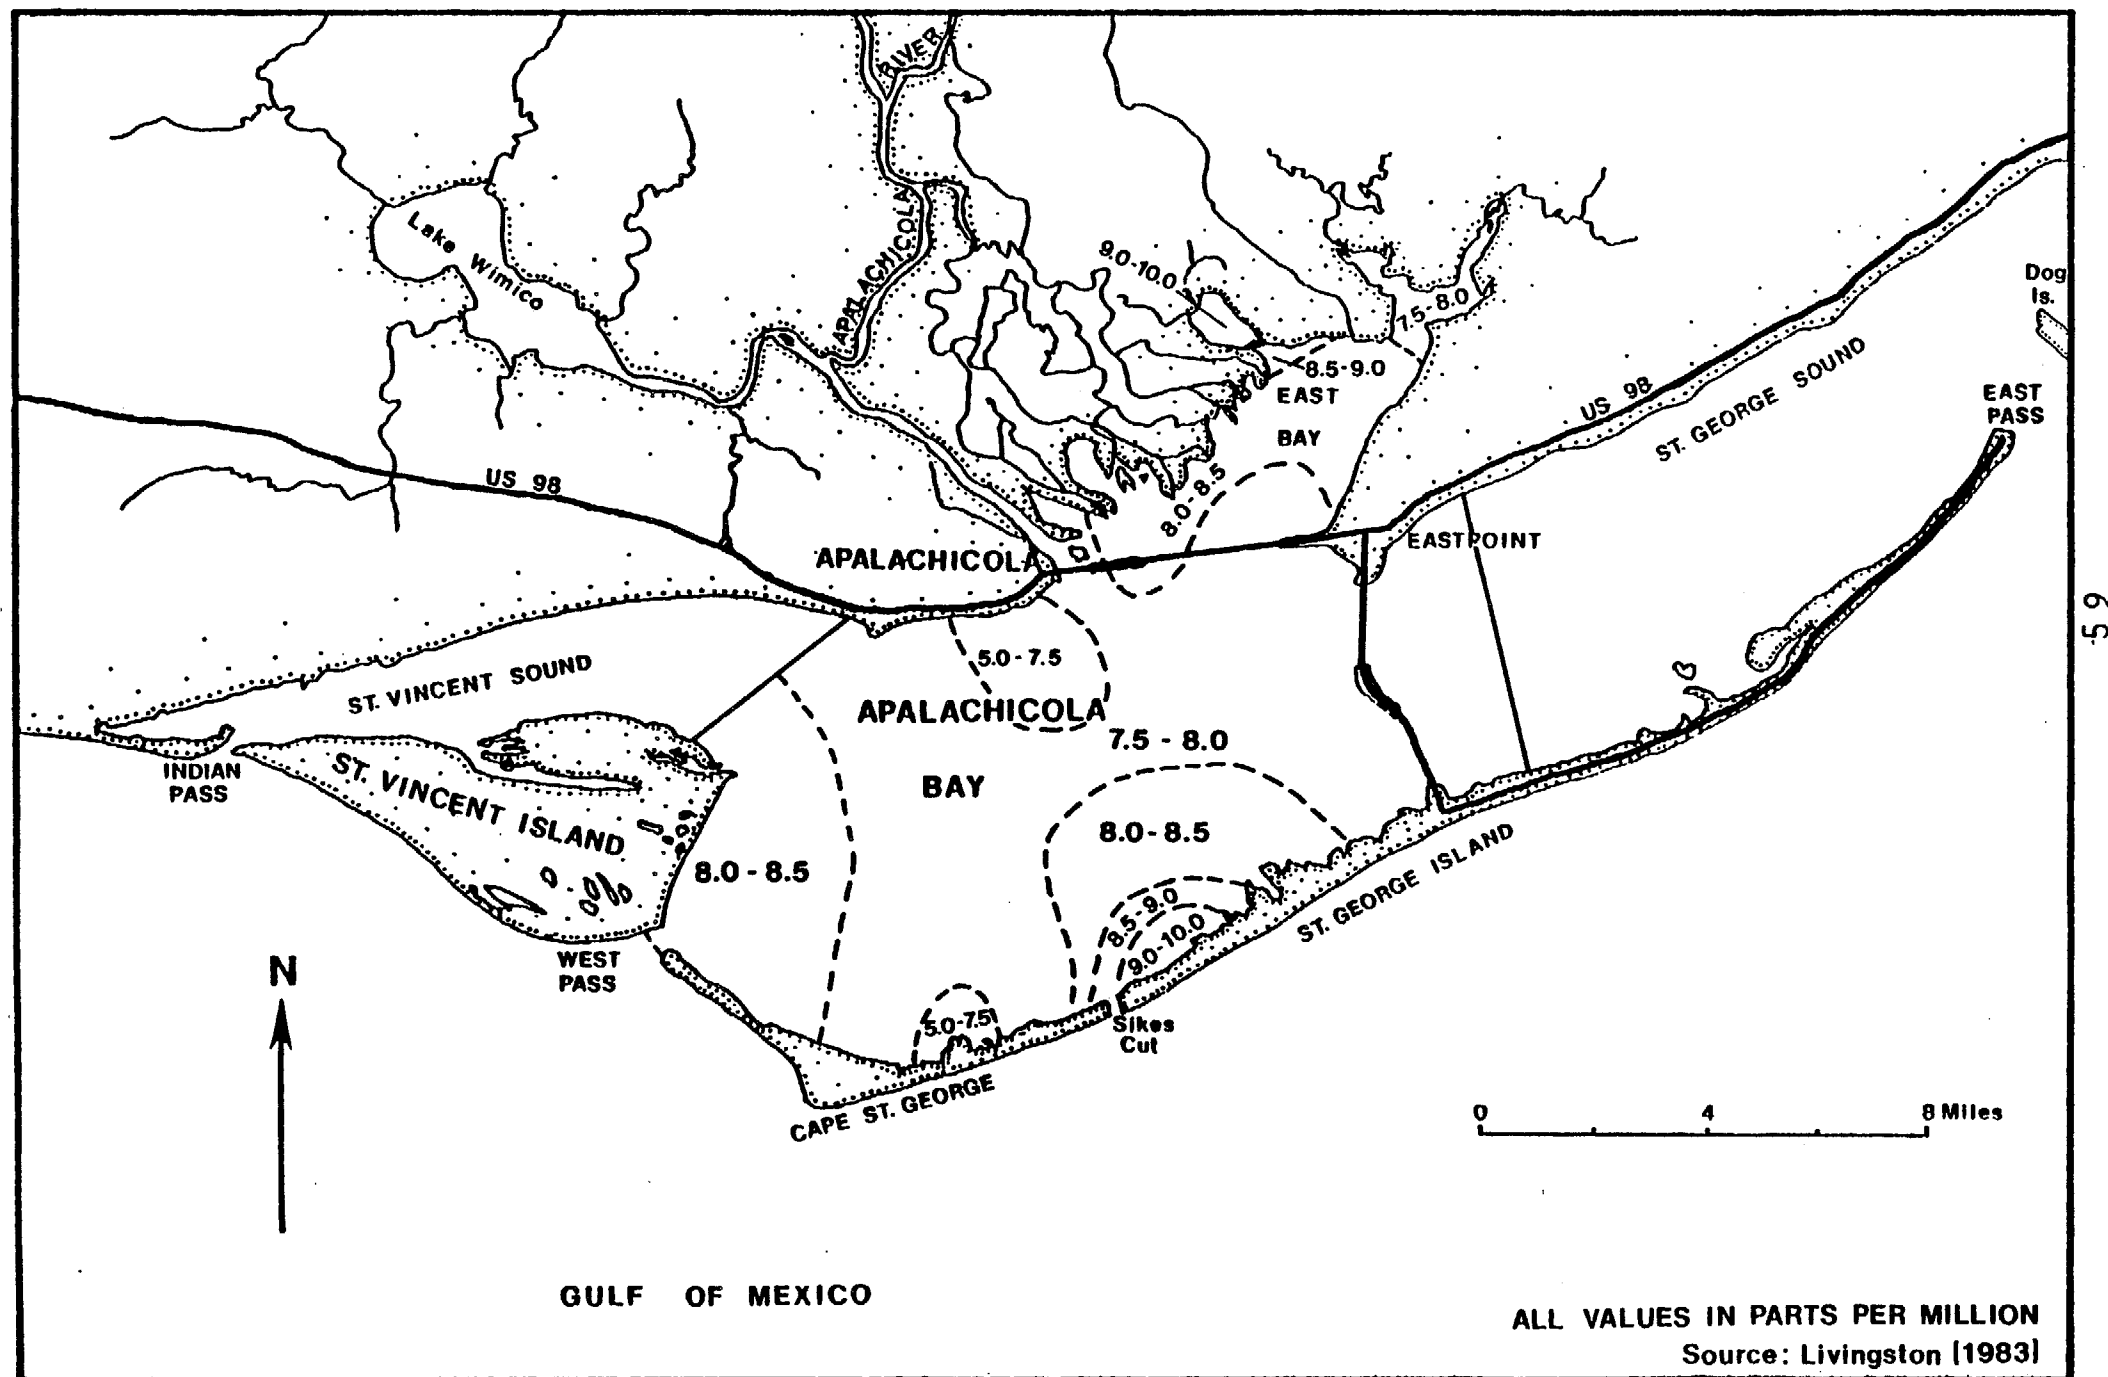 RIVER
APALACHICOLA
Lake Wimico
9.0-10.0
7.5-8.0
8.5-9.0
EAST
BAY
8.0-8.5
Dog
Is.
EAST
PASS
US 98
ST. GEORGE SOUND
US 98
APALACHICOLA
EASTPOINT
59
ST. VINCENT SOUND
5.0-7.5
APALACHICOLA
BAY
7.5 - 8.0
8.0-8.5
INDIAN
PASS
ST. VINCENT ISLAND
8.0 - 8.5
8.5-9.0
9.0-10.0
ST. GEORGE ISLAND
WEST
PASS
N
5.0-7.5
Sikes
Cut
CAPE ST. GEORGE
0 4 8 Miles
GULF OF MEXICO
ALL VALUES IN PARTS PER MILLION
Source: Livingston [1983]